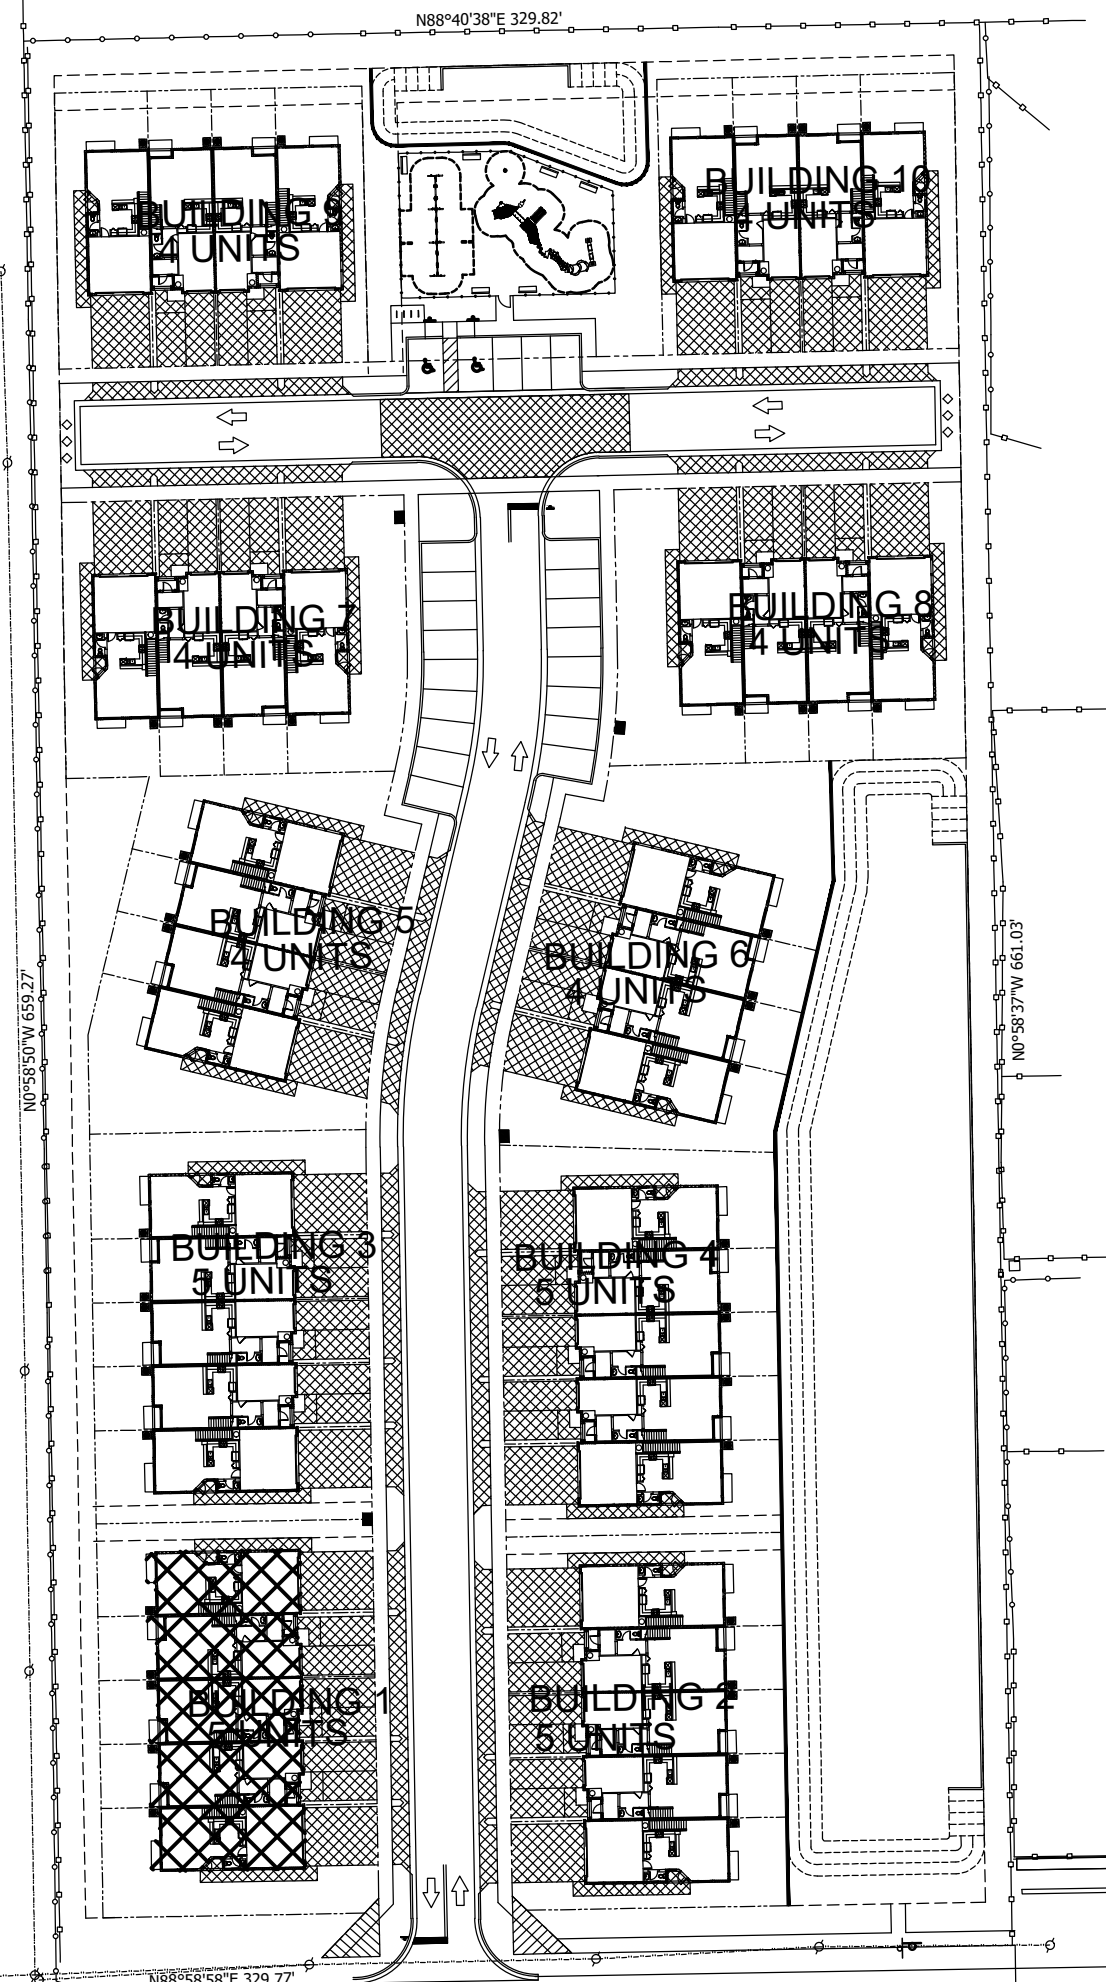 N88°40'38"E 329.82'
BUILDING 9
4 UNITS
BUILDING 10
4 UNITS
BUILDING 7
4 UNITS
BUILDING 8
4 UNITS
BUILDING 5
4 UNITS
BUILDING 6
4 UNITS
N0°58'50"W 659.27'
N0°58'37"W 661.03'
BUILDING 3
5 UNITS
BUILDING 4
5 UNITS
BUILDING 1
5 UNITS
BUILDING 2
5 UNITS
N88°58'58"E 329.77'